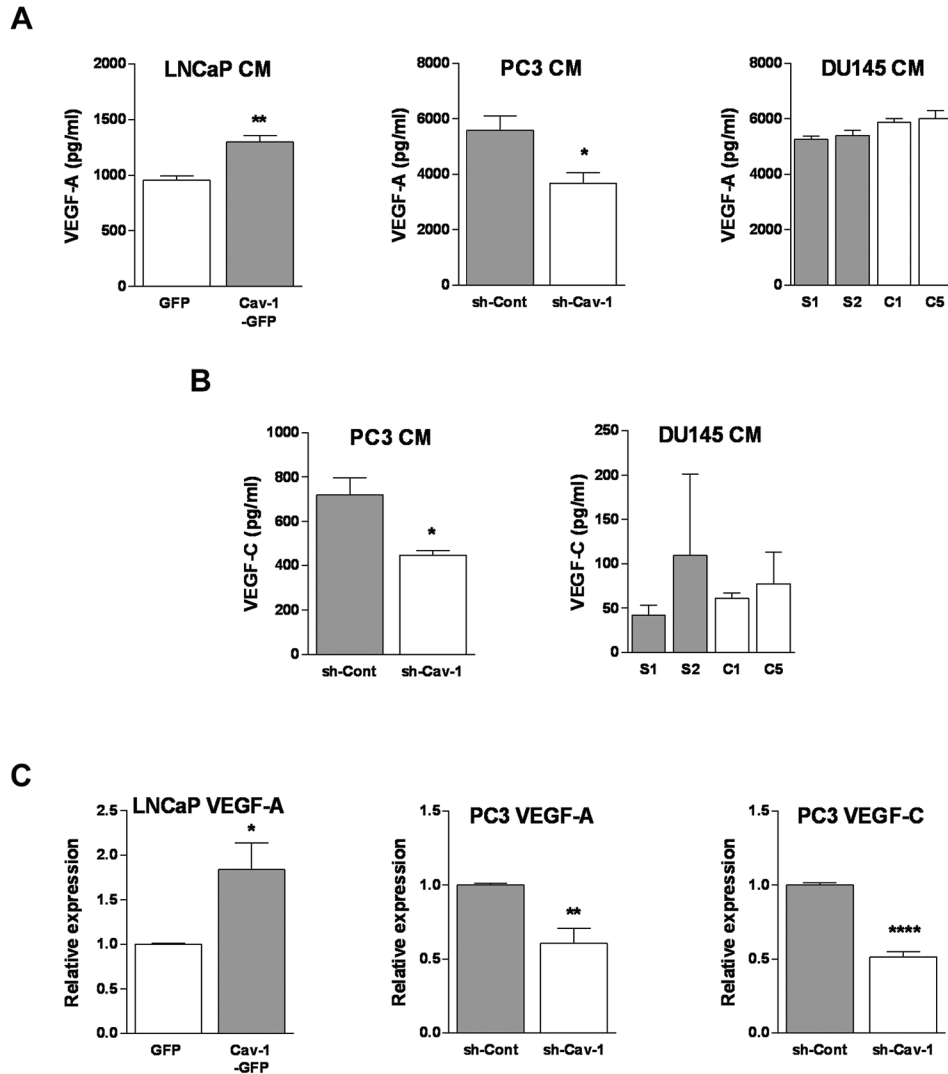 A
LNCaP CM
VEGF-A (pg/ml)
2000
1500
1000
500
0
**
GFP
Cav-1
-GFP
PC3 CM
VEGF-A (pg/ml)
8000
6000
4000
2000
0
*
sh-Cont
sh-Cav-1
DU145 CM
VEGF-A (pg/ml)
8000
6000
4000
2000
0
S1
S2
C1
C5
B
PC3 CM
VEGF-C (pg/ml)
1000
800
600
400
200
0
*
sh-Cont
sh-Cav-1
DU145 CM
VEGF-C (pg/ml)
250
200
150
100
50
0
S1
S2
C1
C5
C
LNCaP VEGF-A
Relative expression
2.5
2.0
1.5
1.0
0.5
0.0
*
GFP
Cav-1
-GFP
PC3 VEGF-A
Relative expression
1.5
1.0
0.5
0.0
**
sh-Cont
sh-Cav-1
PC3 VEGF-C
Relative expression
1.5
1.0
0.5
0.0
****
sh-Cont
sh-Cav-1